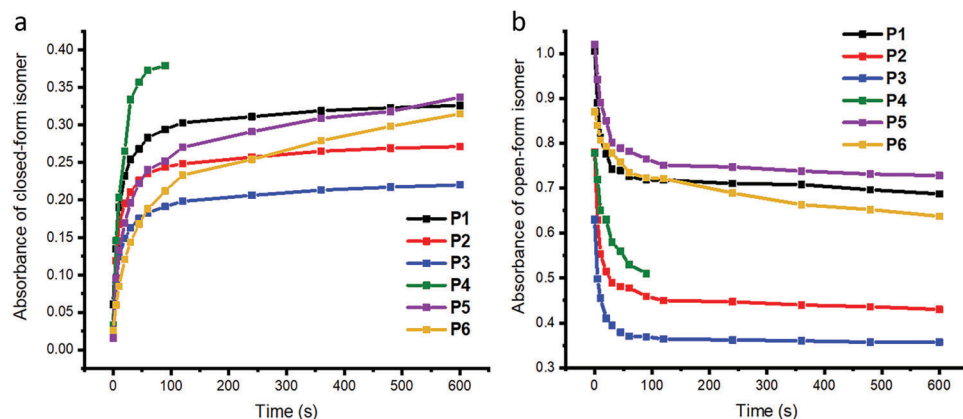 a
Absorbance of closed-form isomer
0.40
0.35
0.30
0.25
0.20
0.15
0.10
0.05
0.00
P1
P2
P3
P4
P5
P6
0 100 200 300 400 500 600
Time (s)
b
Absorbance of open-form isomer
1.0
0.9
0.8
0.7
0.6
0.5
0.4
0.3
P1
P2
P3
P4
P5
P6
0 100 200 300 400 500 600
Time (s)